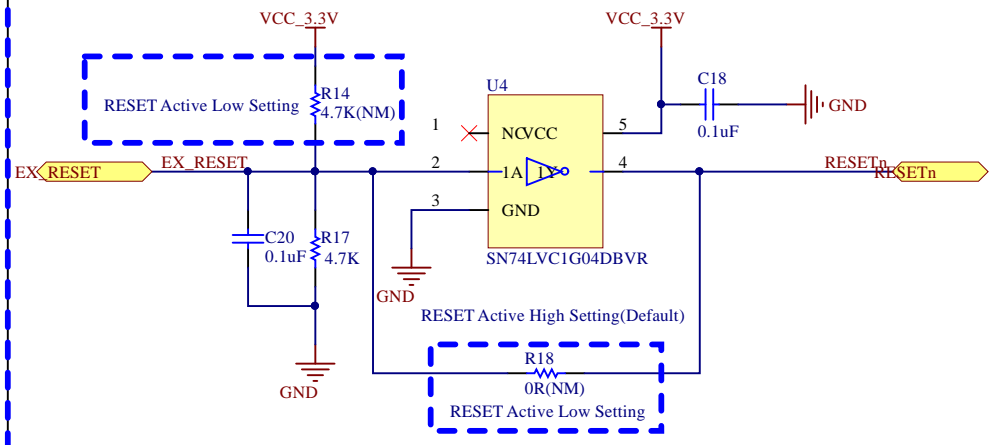 VCC_3.3V
VCC_3.3V
RESET Active Low Setting
R14
4.7K(NM)
U4
C18
0.1uF
GND
1
NC
VCC
5
EX_RESET
EX_RESET
2
1A
1Y
4
RESETn
RESETn
3
GND
C20
0.1uF
R17
4.7K
SN74LVC1G04DBVR
GND
RESET Active High Setting(Default)
GND
R18
0R(NM)
RESET Active Low Setting